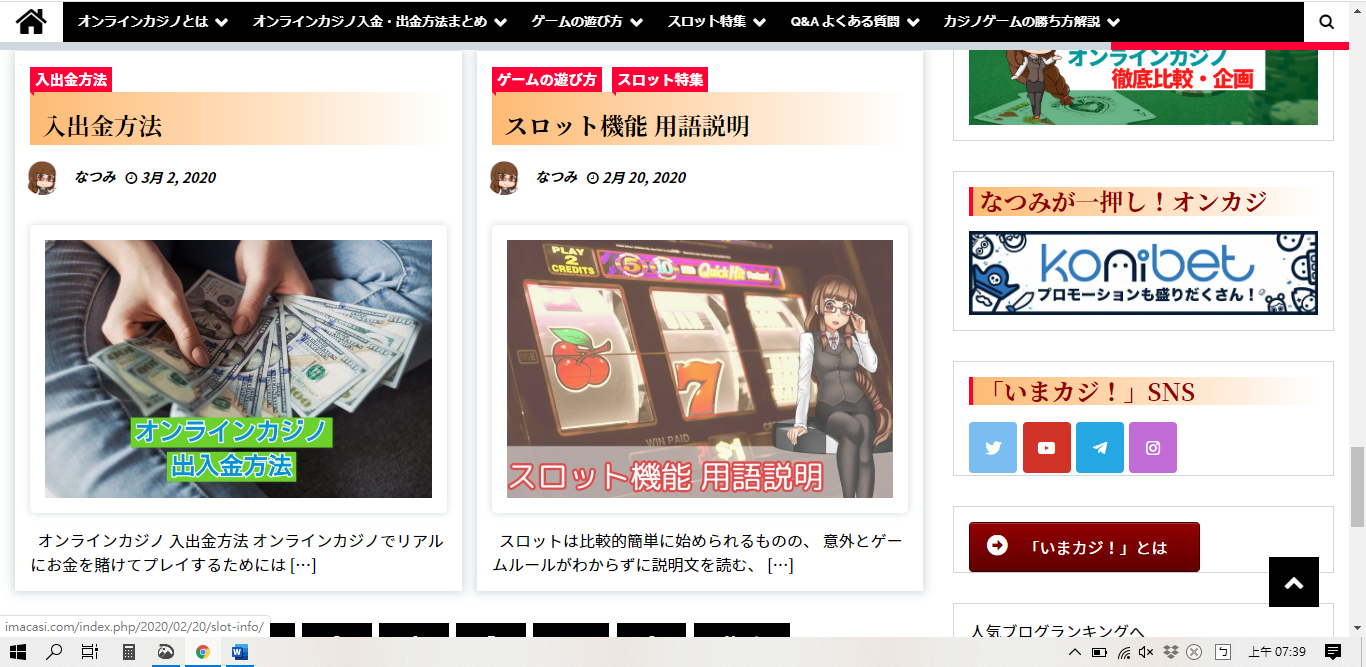 オンラインカジノとは オンラインカジノ入金・出金方法まとめ ゲームの遊び方 スロット特集 Q&A よくある質問 カジノゲームの勝ち方解説
入出金方法
入出金方法
なつみ 3月 2, 2020
オンラインカジノ
出入金方法
オンラインカジノ 入出金方法 オンラインカジノでリアル
にお金を賭けてプレイするためには […]
ゲームの遊び方 スロット特集
スロット機能 用語説明
なつみ 2月 20, 2020
PLAY
2
CREDITS
5 10 With Quick Hit
7
WIN PAID
$1
スロット機能 用語説明
スロットは比較的簡単に始められるものの、 意外とゲー
ムルールがわからずに説明文を読む、 […]
オンラインカジノ
徹底比較・企画
なつみが一押し！オンカジ
konibet
プロモーションも盛りだくさん！
「いまカジ！」SNS
「いまカジ！」とは
人気ブログランキングへ
imacasi.com/index.php/2020/02/20/slot-info/
上午 07:39